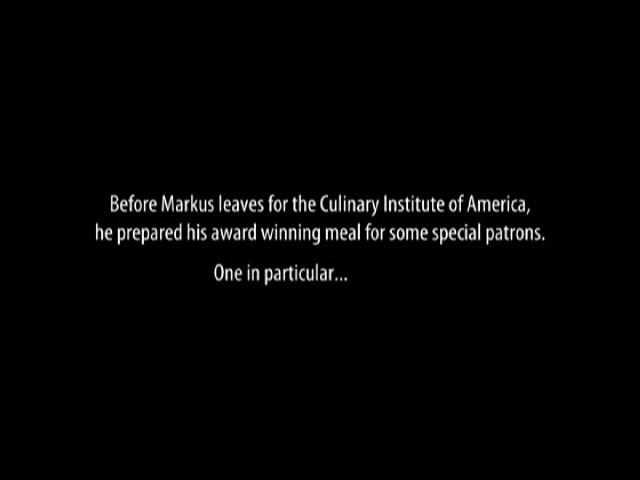 Before Markus leaves for the Culinary Institute of America,
he prepared his award winning meal for some special patrons.
One in particular...